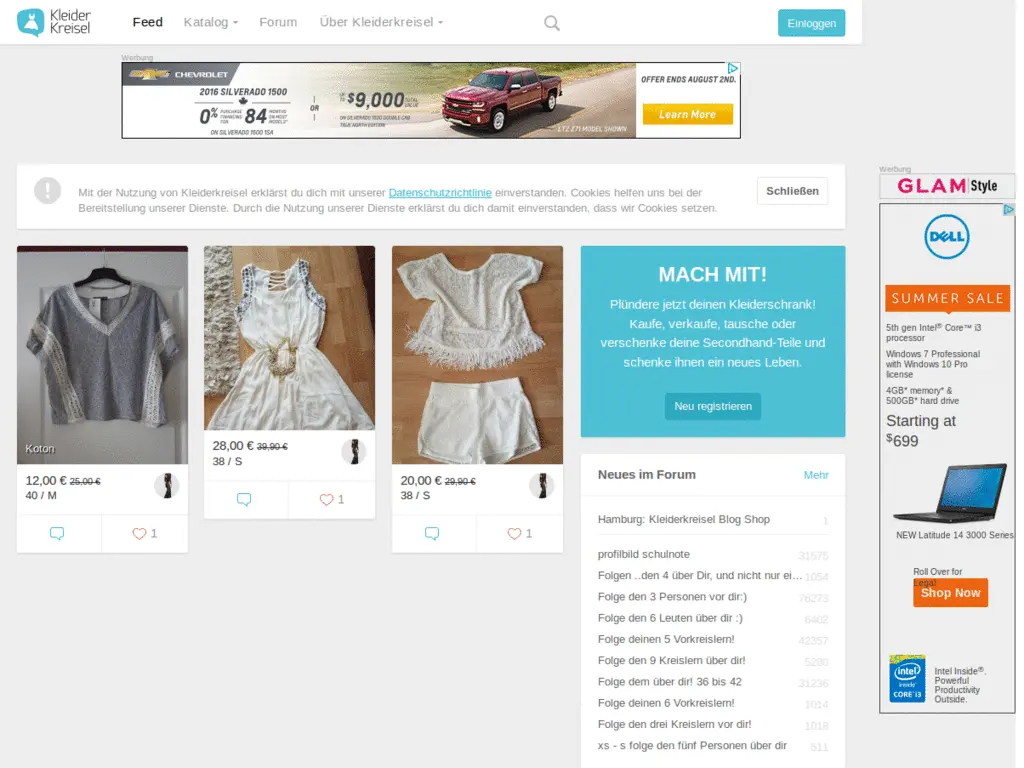 Kleider
Kreisel
Feed
Katalog
Forum
Über Kleiderkreisel
Einloggen
Werbung
CHEVROLET
2016 SILVERADO 1500
0% PURCHASE FINANCING FOR 84 MONTHS ON MOST MODELS*
ON SILVERADO 1500 1SA
OR
UP TO $9,000 TOTAL VALUE
ON SILVERADO 1500 DOUBLE CAB
TRUE NORTH EDITION
LTZ Z71 MODEL SHOWN
OFFER ENDS AUGUST 2ND.
Learn More
Mit der Nutzung von Kleiderkreisel erklärst du dich mit unserer Datenschutzrichtlinie einverstanden. Cookies helfen uns bei der
Bereitstellung unserer Dienste. Durch die Nutzung unserer Dienste erklärst du dich damit einverstanden, dass wir Cookies setzen.
Schließen
Koton
12,00 € 25,00 €
40 / M
1
28,00 € 39,90 €
38 / S
1
20,00 € 29,90 €
38 / S
1
MACH MIT!
Plündere jetzt deinen Kleiderschrank!
Kaufe, verkaufe, tausche oder
verschenke deine Secondhand-Teile und
schenke ihnen ein neues Leben.
Neu registrieren
Neues im Forum
Mehr
Hamburg: Kleiderkreisel Blog Shop 1
profilbild schulnote 31575
Folgen ..den 4 über Dir, und nicht nur ei... 1054
Folge den 3 Personen vor dir:) 76273
Folge den 6 Leuten über dir :) 6402
Folge deinen 5 Vorkreislern! 42357
Folge den 9 Kreislern über dir! 5280
Folge dem über dir! 36 bis 42 31236
Folge deinen 6 Vorkreislern! 1014
Folge den drei Kreislern vor dir! 1018
xs - s folge den fünf Personen über dir 511
Werbung
GLAM Style
DELL
SUMMER SALE
5th gen Intel® Core™ i3
processor
Windows 7 Professional
with Windows 10 Pro
license
4GB* memory* &
500GB* hard drive
Starting at
$699
NEW Latitude 14 3000 Series
Roll Over for
Legal
Shop Now
intel
inside™
CORE™ i3
Intel Inside®.
Powerful
Productivity
Outside.